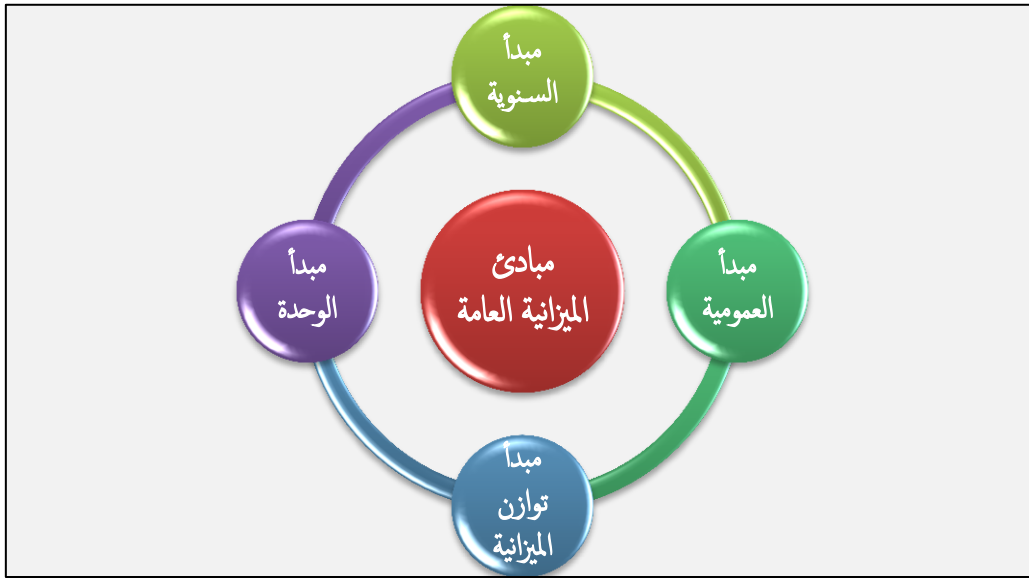 مبدأ
السنوية
مبدأ
العمومية
مبادئ
الميزانية العامة
مبدأ
الوحدة
مبدأ
توازن
الميزانية